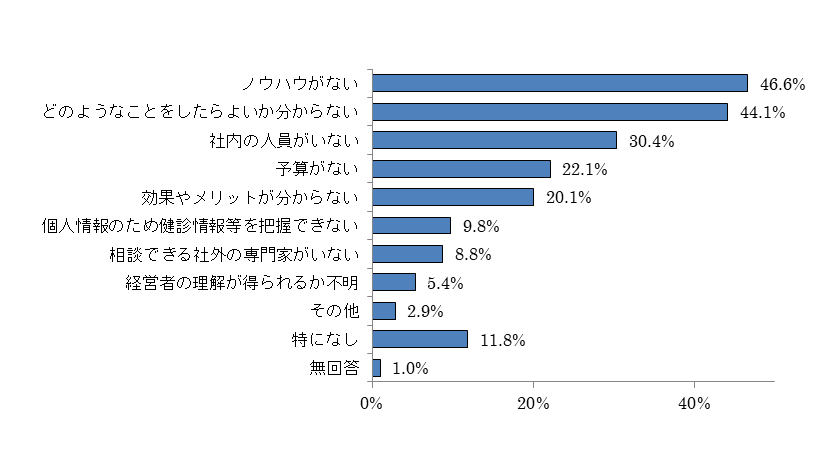 ノウハウがない 46.6%
どのようなことをしたらよいか分からない 44.1%
社内の人員がいない 30.4%
予算がない 22.1%
効果やメリットが分からない 20.1%
個人情報のため健診情報等を把握できない 9.8%
相談できる社外の専門家がいない 8.8%
経営者の理解が得られるか不明 5.4%
その他 2.9%
特になし 11.8%
無回答 1.0%
0% 20% 40%